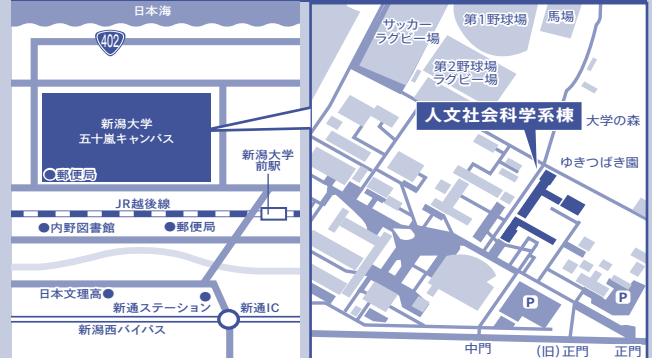 日本海
402
新潟大学
五十嵐キャンパス
郵便局
新潟大学
前駅
JR越後線
内野図書館
郵便局
日本文理高
新通ステーション
新通IC
新潟西バイパス
サッカー
ラグビー場
第1野球場
馬場
第2野球場
ラグビー場
人文社会科学系棟
大学の森
ゆきつばき園
P
P
中門
(旧)正門
正門